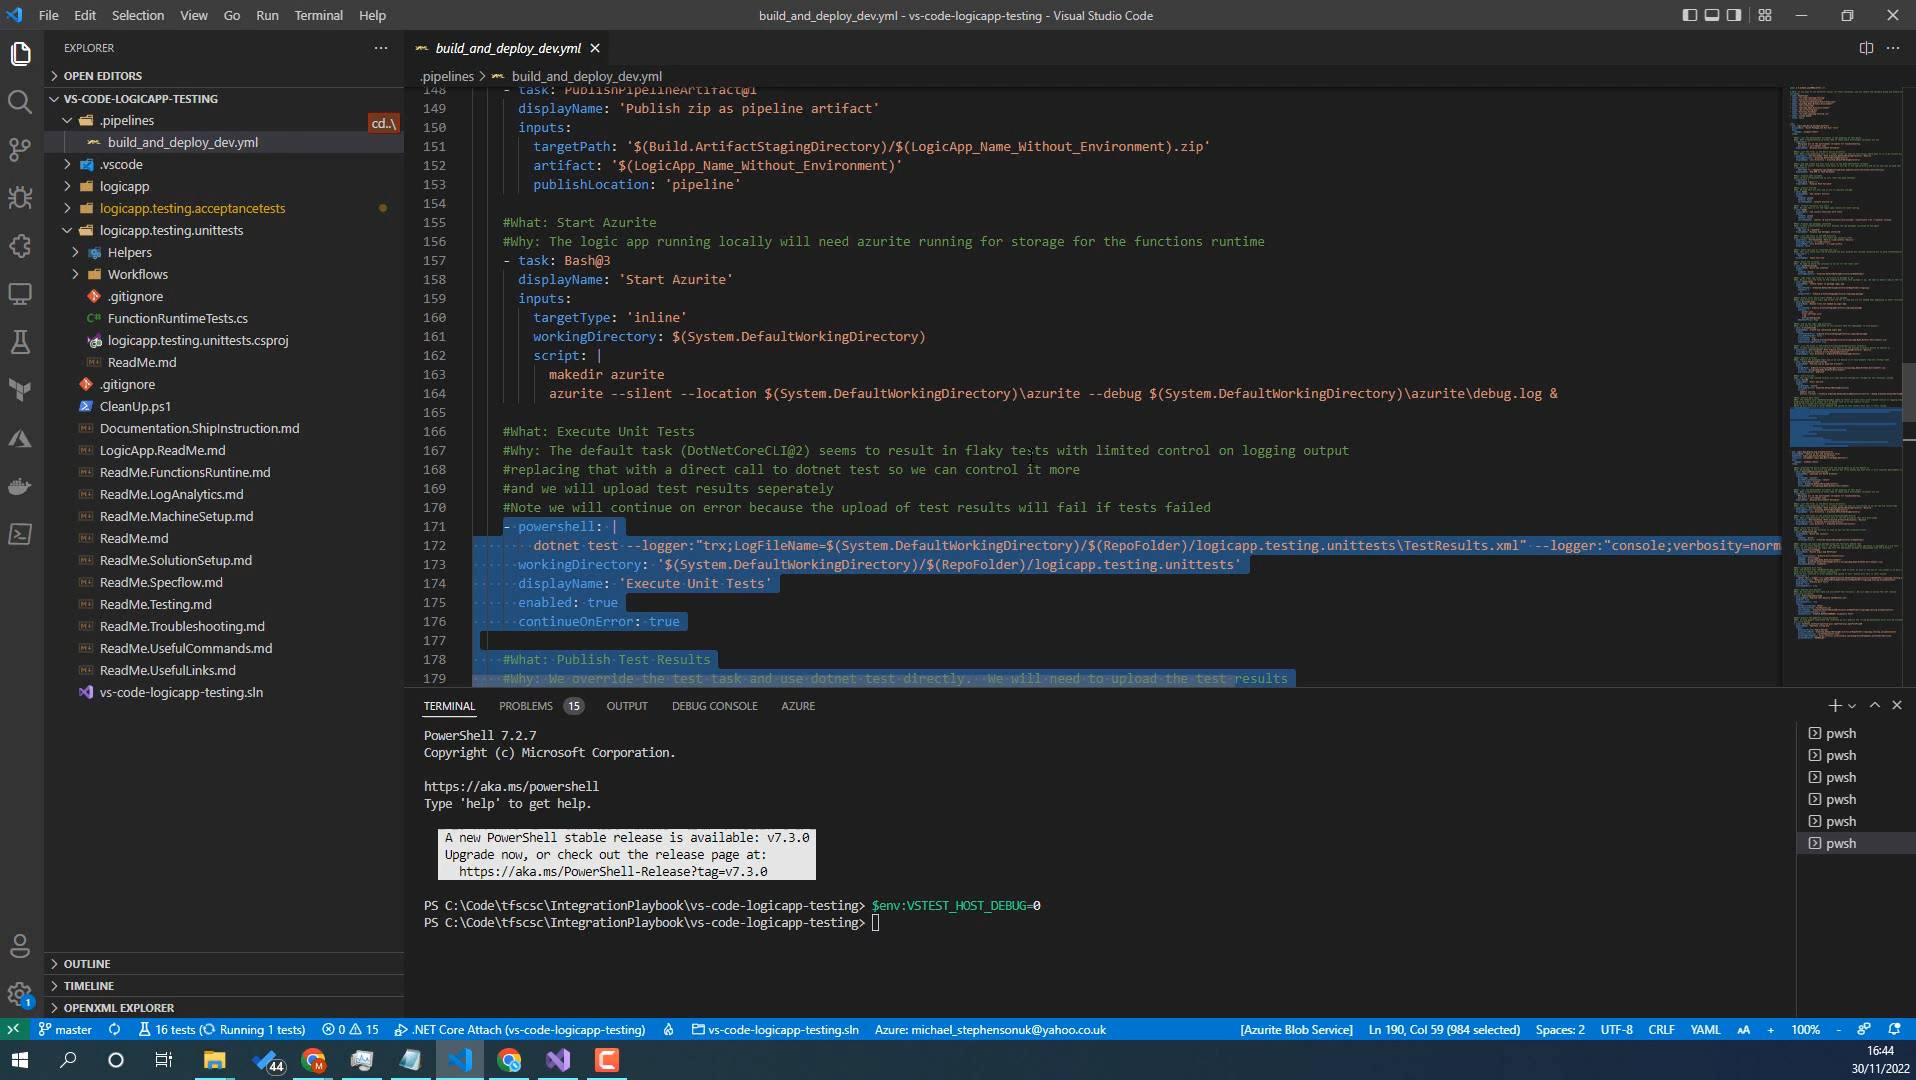 File Edit Selection View Go Run Terminal Help
build_and_deploy_dev.yml - vs-code-logicapp-testing - Visual Studio Code
EXPLORER
OPEN EDITORS
VS-CODE-LOGICAPP-TESTING
.pipelines
cd..\
build_and_deploy_dev.yml
.vscode
logicapp
logicapp.testing.acceptancetests
logicapp.testing.unittests
Helpers
Workflows
.gitignore
FunctionRuntimeTests.cs
logicapp.testing.unittests.csproj
ReadMe.md
.gitignore
CleanUp.ps1
Documentation.ShipInstruction.md
LogicApp.ReadMe.md
ReadMe.FunctionsRuntime.md
ReadMe.LogAnalytics.md
ReadMe.MachineSetup.md
ReadMe.md
ReadMe.SolutionSetup.md
ReadMe.Specflow.md
ReadMe.Testing.md
ReadMe.Troubleshooting.md
ReadMe.UsefulCommands.md
ReadMe.UsefulLinks.md
vs-code-logicapp-testing.sln
OUTLINE
TIMELINE
OPENXML EXPLORER
build_and_deploy_dev.yml
.pipelines > build_and_deploy_dev.yml
148 - task: PublishPipelineArtifact@1
149 displayName: 'Publish zip as pipeline artifact'
150 inputs:
151 targetPath: '$(Build.ArtifactStagingDirectory)/$(LogicApp_Name_Without_Environment).zip'
152 artifact: '$(LogicApp_Name_Without_Environment)'
153 publishLocation: 'pipeline'
154
155 #What: Start Azurite
156 #Why: The logic app running locally will need azurite running for storage for the functions runtime
157 - task: Bash@3
158 displayName: 'Start Azurite'
159 inputs:
160 targetType: 'inline'
161 workingDirectory: $(System.DefaultWorkingDirectory)
162 script: |
163 makedir azurite
164 azurite --silent --location $(System.DefaultWorkingDirectory)\azurite --debug $(System.DefaultWorkingDirectory)\azurite\debug.log &
165
166 #What: Execute Unit Tests
167 #Why: The default task (DotNetCoreCLI@2) seems to result in flaky tests with limited control on logging output
168 #replacing that with a direct call to dotnet test so we can control it more
169 #and we will upload test results seperately
170 #Note we will continue on error because the upload of test results will fail if tests failed
171 - powershell: |
172 dotnet test --logger:"trx;LogFileName=$(System.DefaultWorkingDirectory)/$(RepoFolder)/logicapp.testing.unittests\TestResults.xml" --logger:"console;verbosity=norm
173 workingDirectory: '$(System.DefaultWorkingDirectory)/$(RepoFolder)/logicapp.testing.unittests'
174 displayName: 'Execute Unit Tests'
175 enabled: true
176 continueOnError: true
177
178 #What: Publish Test Results
179 #Why: We override the test task and use dotnet test directly. We will need to upload the test results
TERMINAL PROBLEMS 15 OUTPUT DEBUG CONSOLE AZURE
PowerShell 7.2.7
Copyright (c) Microsoft Corporation.
https://aka.ms/powershell
Type 'help' to get help.
A new PowerShell stable release is available: v7.3.0
Upgrade now, or check out the release page at:
https://aka.ms/PowerShell-Release?tag=v7.3.0
PS C:\Code\tfscsc\IntegrationPlaybook\vs-code-logicapp-testing> $env:VSTEST_HOST_DEBUG=0
PS C:\Code\tfscsc\IntegrationPlaybook\vs-code-logicapp-testing>
pwsh
pwsh
pwsh
pwsh
pwsh
pwsh
1
master 16 tests (Running 1 tests) 0 15 .NET Core Attach (vs-code-logicapp-testing) vs-code-logicapp-testing.sln Azure: michael_stephensonuk@yahoo.co.uk [Azurite Blob Service] Ln 190, Col 59 (984 selected) Spaces: 2 UTF-8 CRLF YAML AA + 100% -
44
M
16:44
30/11/2022